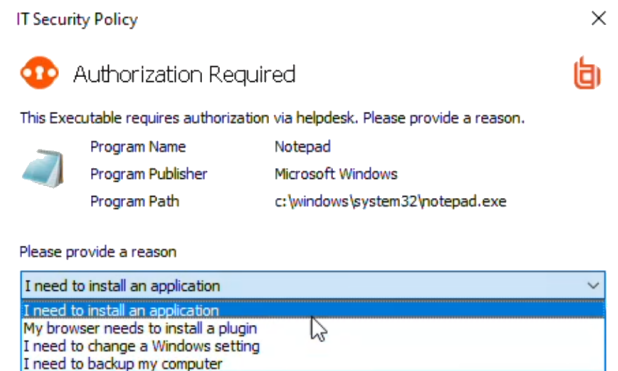 IT Security Policy
Authorization Required
This Executable requires authorization via helpdesk. Please provide a reason.
Program Name Notepad
Program Publisher Microsoft Windows
Program Path c:\windows\system32\notepad.exe
Please provide a reason
I need to install an application
I need to install an application
My browser needs to install a plugin
I need to change a Windows setting
I need to backup my computer